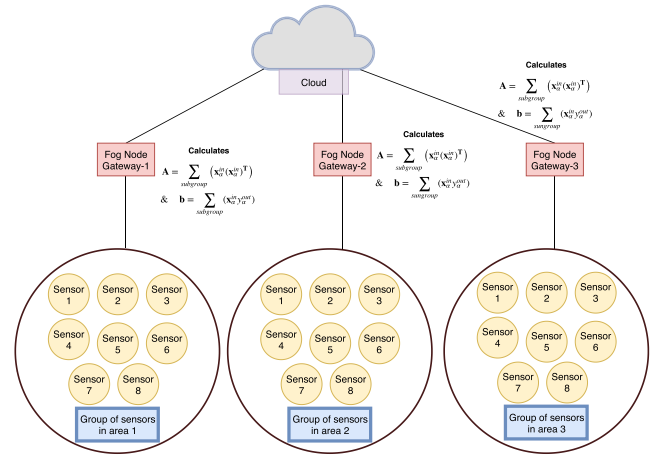 Cloud
Calculates
A = ∑ (x_α^{in}(x_α^{in})^T)
subgroup
& b = ∑ (x_α^{in} y_α^{out})
sungroup
Fog Node
Gateway-1
Calculates
A = ∑ (x_α^{in}(x_α^{in})^T)
subgroup
& b = ∑ (x_α^{in} y_α^{out})
subgroup
Fog Node
Gateway-2
Calculates
A = ∑ (x_α^{in}(x_α^{in})^T)
subgroup
& b = ∑ (x_α^{in} y_α^{out})
sungroup
Fog Node
Gateway-3
Sensor
1
Sensor
2
Sensor
3
Sensor
4
Sensor
5
Sensor
6
Sensor
7
Sensor
8
Group of sensors
in area 1
Sensor
1
Sensor
2
Sensor
3
Sensor
4
Sensor
5
Sensor
6
Sensor
7
Sensor
8
Group of sensors
in area 2
Sensor
1
Sensor
2
Sensor
3
Sensor
4
Sensor
5
Sensor
6
Sensor
7
Sensor
8
Group of sensors
in area 3